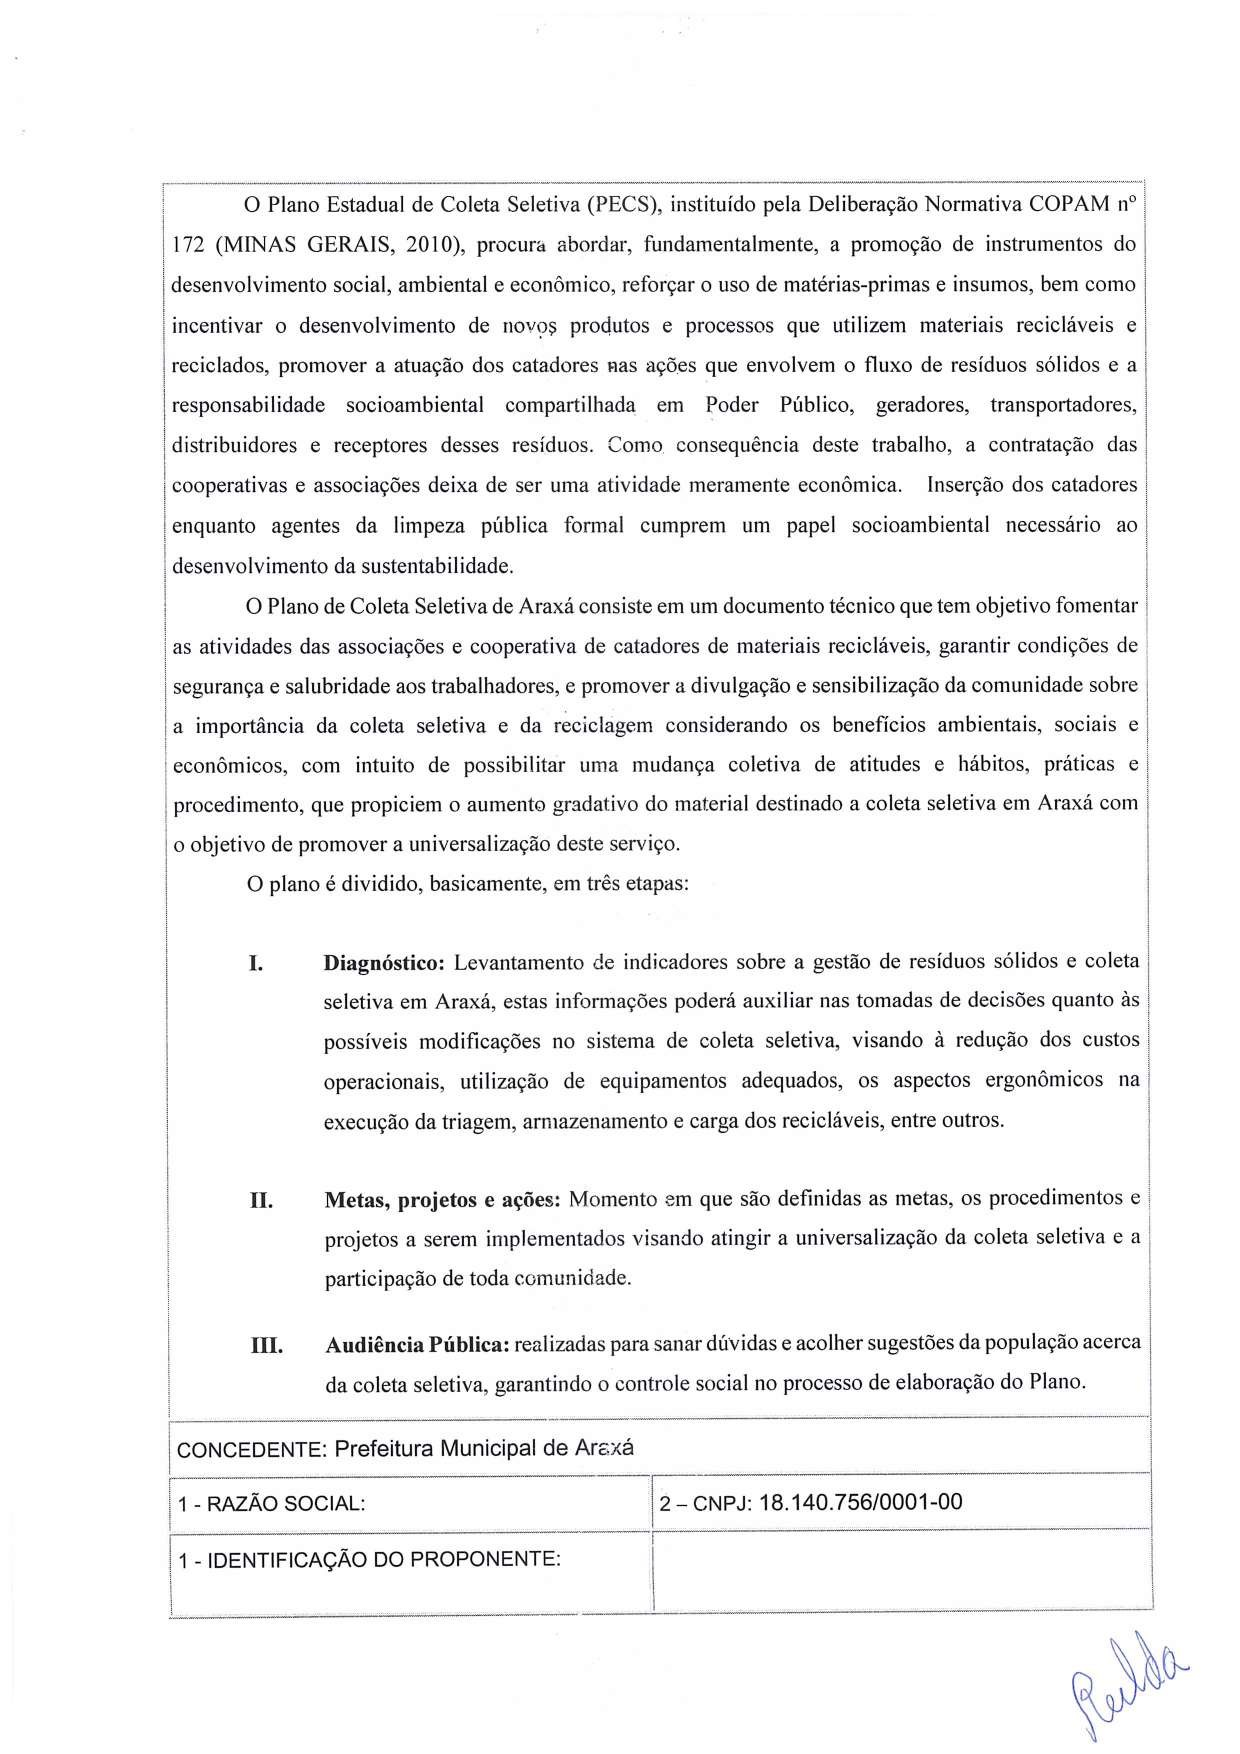 O Plano Estadual de Coleta Seletiva (PECS), instituído pela Deliberação Normativa COPAM nº
172 (MINAS GERAIS, 2010), procura abordar, fundamentalmente, a promoção de instrumentos do
desenvolvimento social, ambiental e econômico, reforçar o uso de matérias-primas e insumos, bem como
incentivar o desenvolvimento de novos produtos e processos que utilizem materiais recicláveis e
reciclados, promover a atuação dos catadores nas ações que envolvem o fluxo de resíduos sólidos e a
responsabilidade socioambiental compartilhada em Poder Público, geradores, transportadores,
distribuidores e receptores desses resíduos. Como consequência deste trabalho, a contratação das
cooperativas e associações deixa de ser uma atividade meramente econômica. Inserção dos catadores
enquanto agentes da limpeza pública formal cumprem um papel socioambiental necessário ao
desenvolvimento da sustentabilidade.
O Plano de Coleta Seletiva de Araxá consiste em um documento técnico que tem objetivo fomentar
as atividades das associações e cooperativa de catadores de materiais recicláveis, garantir condições de
segurança e salubridade aos trabalhadores, e promover a divulgação e sensibilização da comunidade sobre
a importância da coleta seletiva e da reciclagem considerando os benefícios ambientais, sociais e
econômicos, com intuito de possibilitar uma mudança coletiva de atitudes e hábitos, práticas e
procedimento, que propiciem o aumento gradativo do material destinado a coleta seletiva em Araxá com
o objetivo de promover a universalização deste serviço.
O plano é dividido, basicamente, em três etapas:
I. Diagnóstico: Levantamento de indicadores sobre a gestão de resíduos sólidos e coleta
seletiva em Araxá, estas informações poderá auxiliar nas tomadas de decisões quanto às
possíveis modificações no sistema de coleta seletiva, visando à redução dos custos
operacionais, utilização de equipamentos adequados, os aspectos ergonômicos na
execução da triagem, armazenamento e carga dos recicláveis, entre outros.
II. Metas, projetos e ações: Momento em que são definidas as metas, os procedimentos e
projetos a serem implementados visando atingir a universalização da coleta seletiva e a
participação de toda comunidade.
III. Audiência Pública: realizadas para sanar dúvidas e acolher sugestões da população acerca
da coleta seletiva, garantindo o controle social no processo de elaboração do Plano.
CONCEDENTE: Prefeitura Municipal de Araxá
1 - RAZÃO SOCIAL: 2 – CNPJ: 18.140.756/0001-00
1 - IDENTIFICAÇÃO DO PROPONENTE: